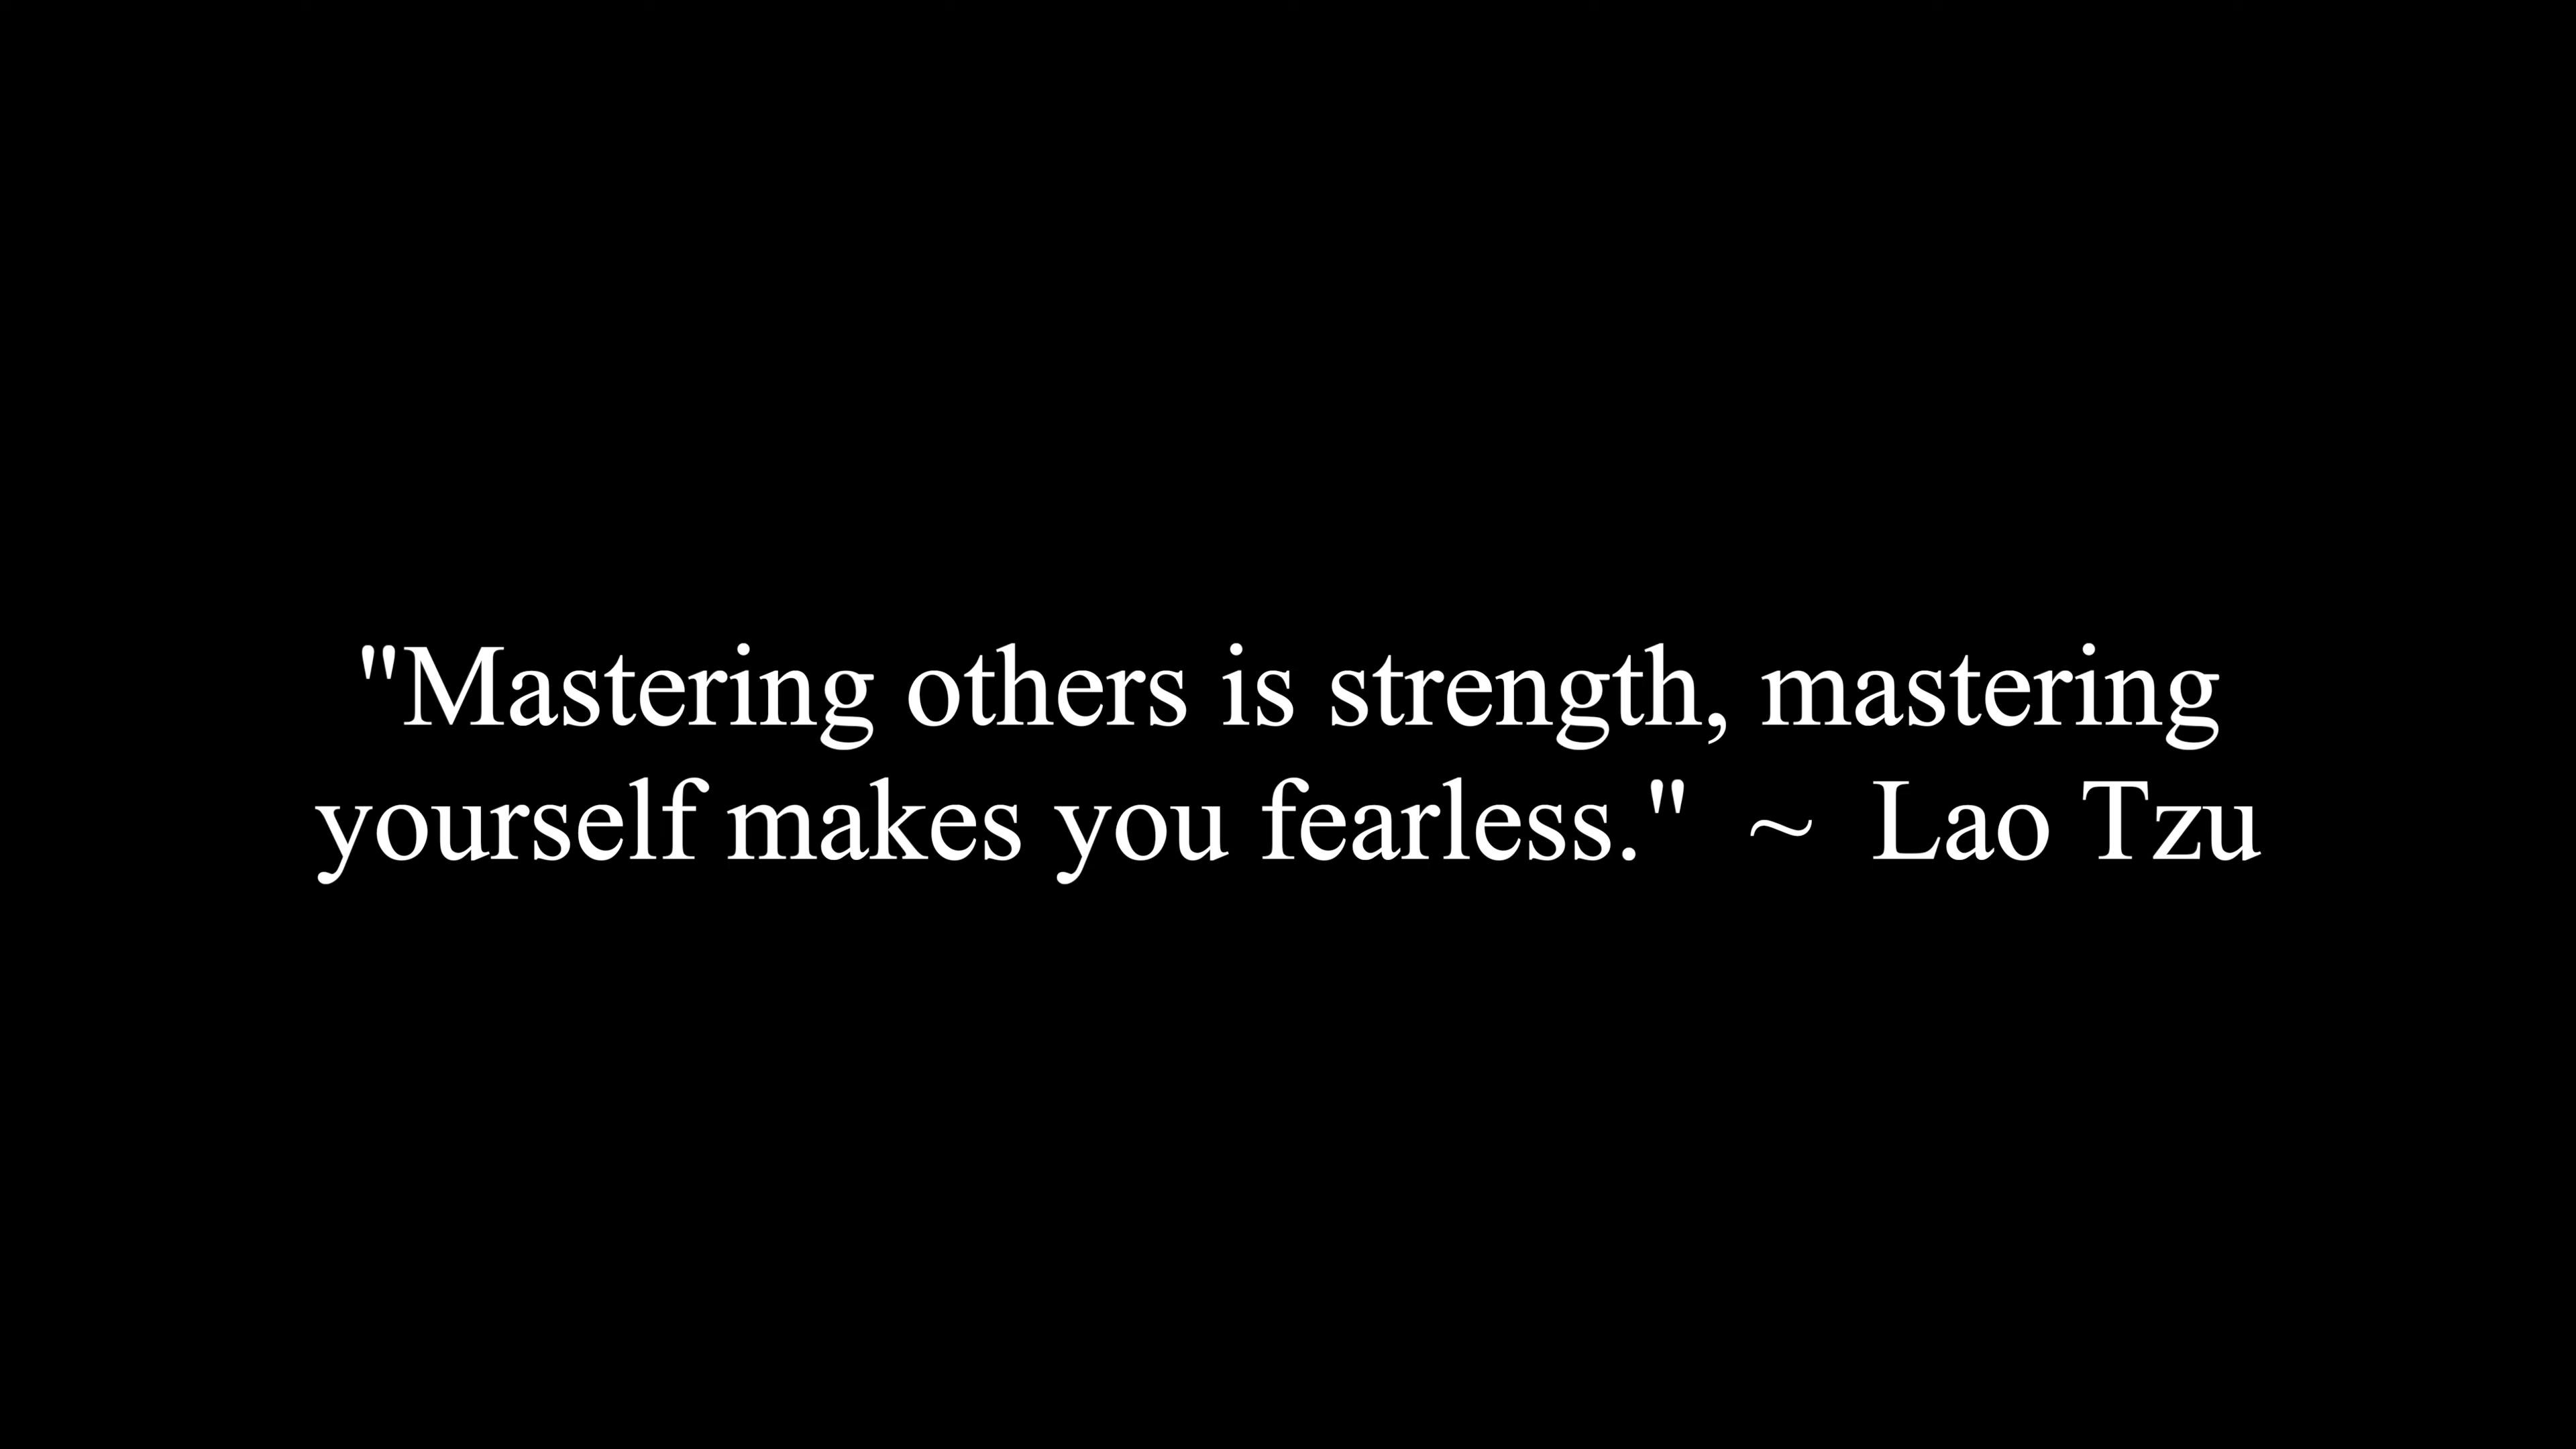 "Mastering others is strength, mastering
yourself makes you fearless."  ~  Lao Tzu